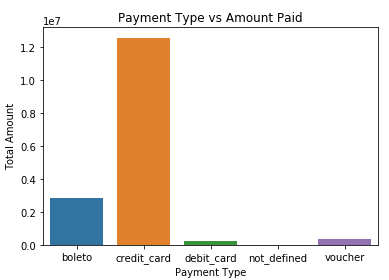 Payment Type vs Amount Paid
1e7
1.2
1.0
0.8
0.6
0.4
0.2
0.0
Total Amount
boleto credit_card debit_card not_defined voucher
Payment Type